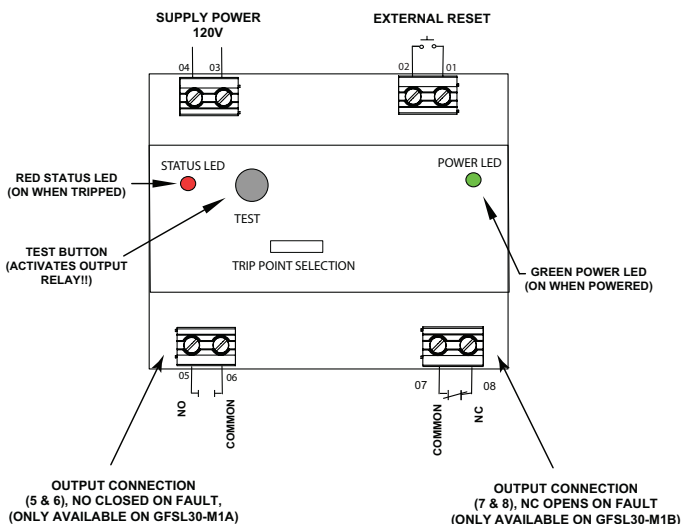 SUPPLY POWER
120V
EXTERNAL RESET
04 03
02 01
STATUS LED
POWER LED
RED STATUS LED
(ON WHEN TRIPPED)
TEST
TEST BUTTON
(ACTIVATES OUTPUT
RELAY!!)
TRIP POINT SELECTION
GREEN POWER LED
(ON WHEN POWERED)
05 06
NO
COMMON
07 08
COMMON
NC
OUTPUT CONNECTION
(5 & 6), NO CLOSED ON FAULT,
(ONLY AVAILABLE ON GFSL30-M1A)
OUTPUT CONNECTION
(7 & 8), NC OPENS ON FAULT
(ONLY AVAILABLE ON GFSL30-M1B)